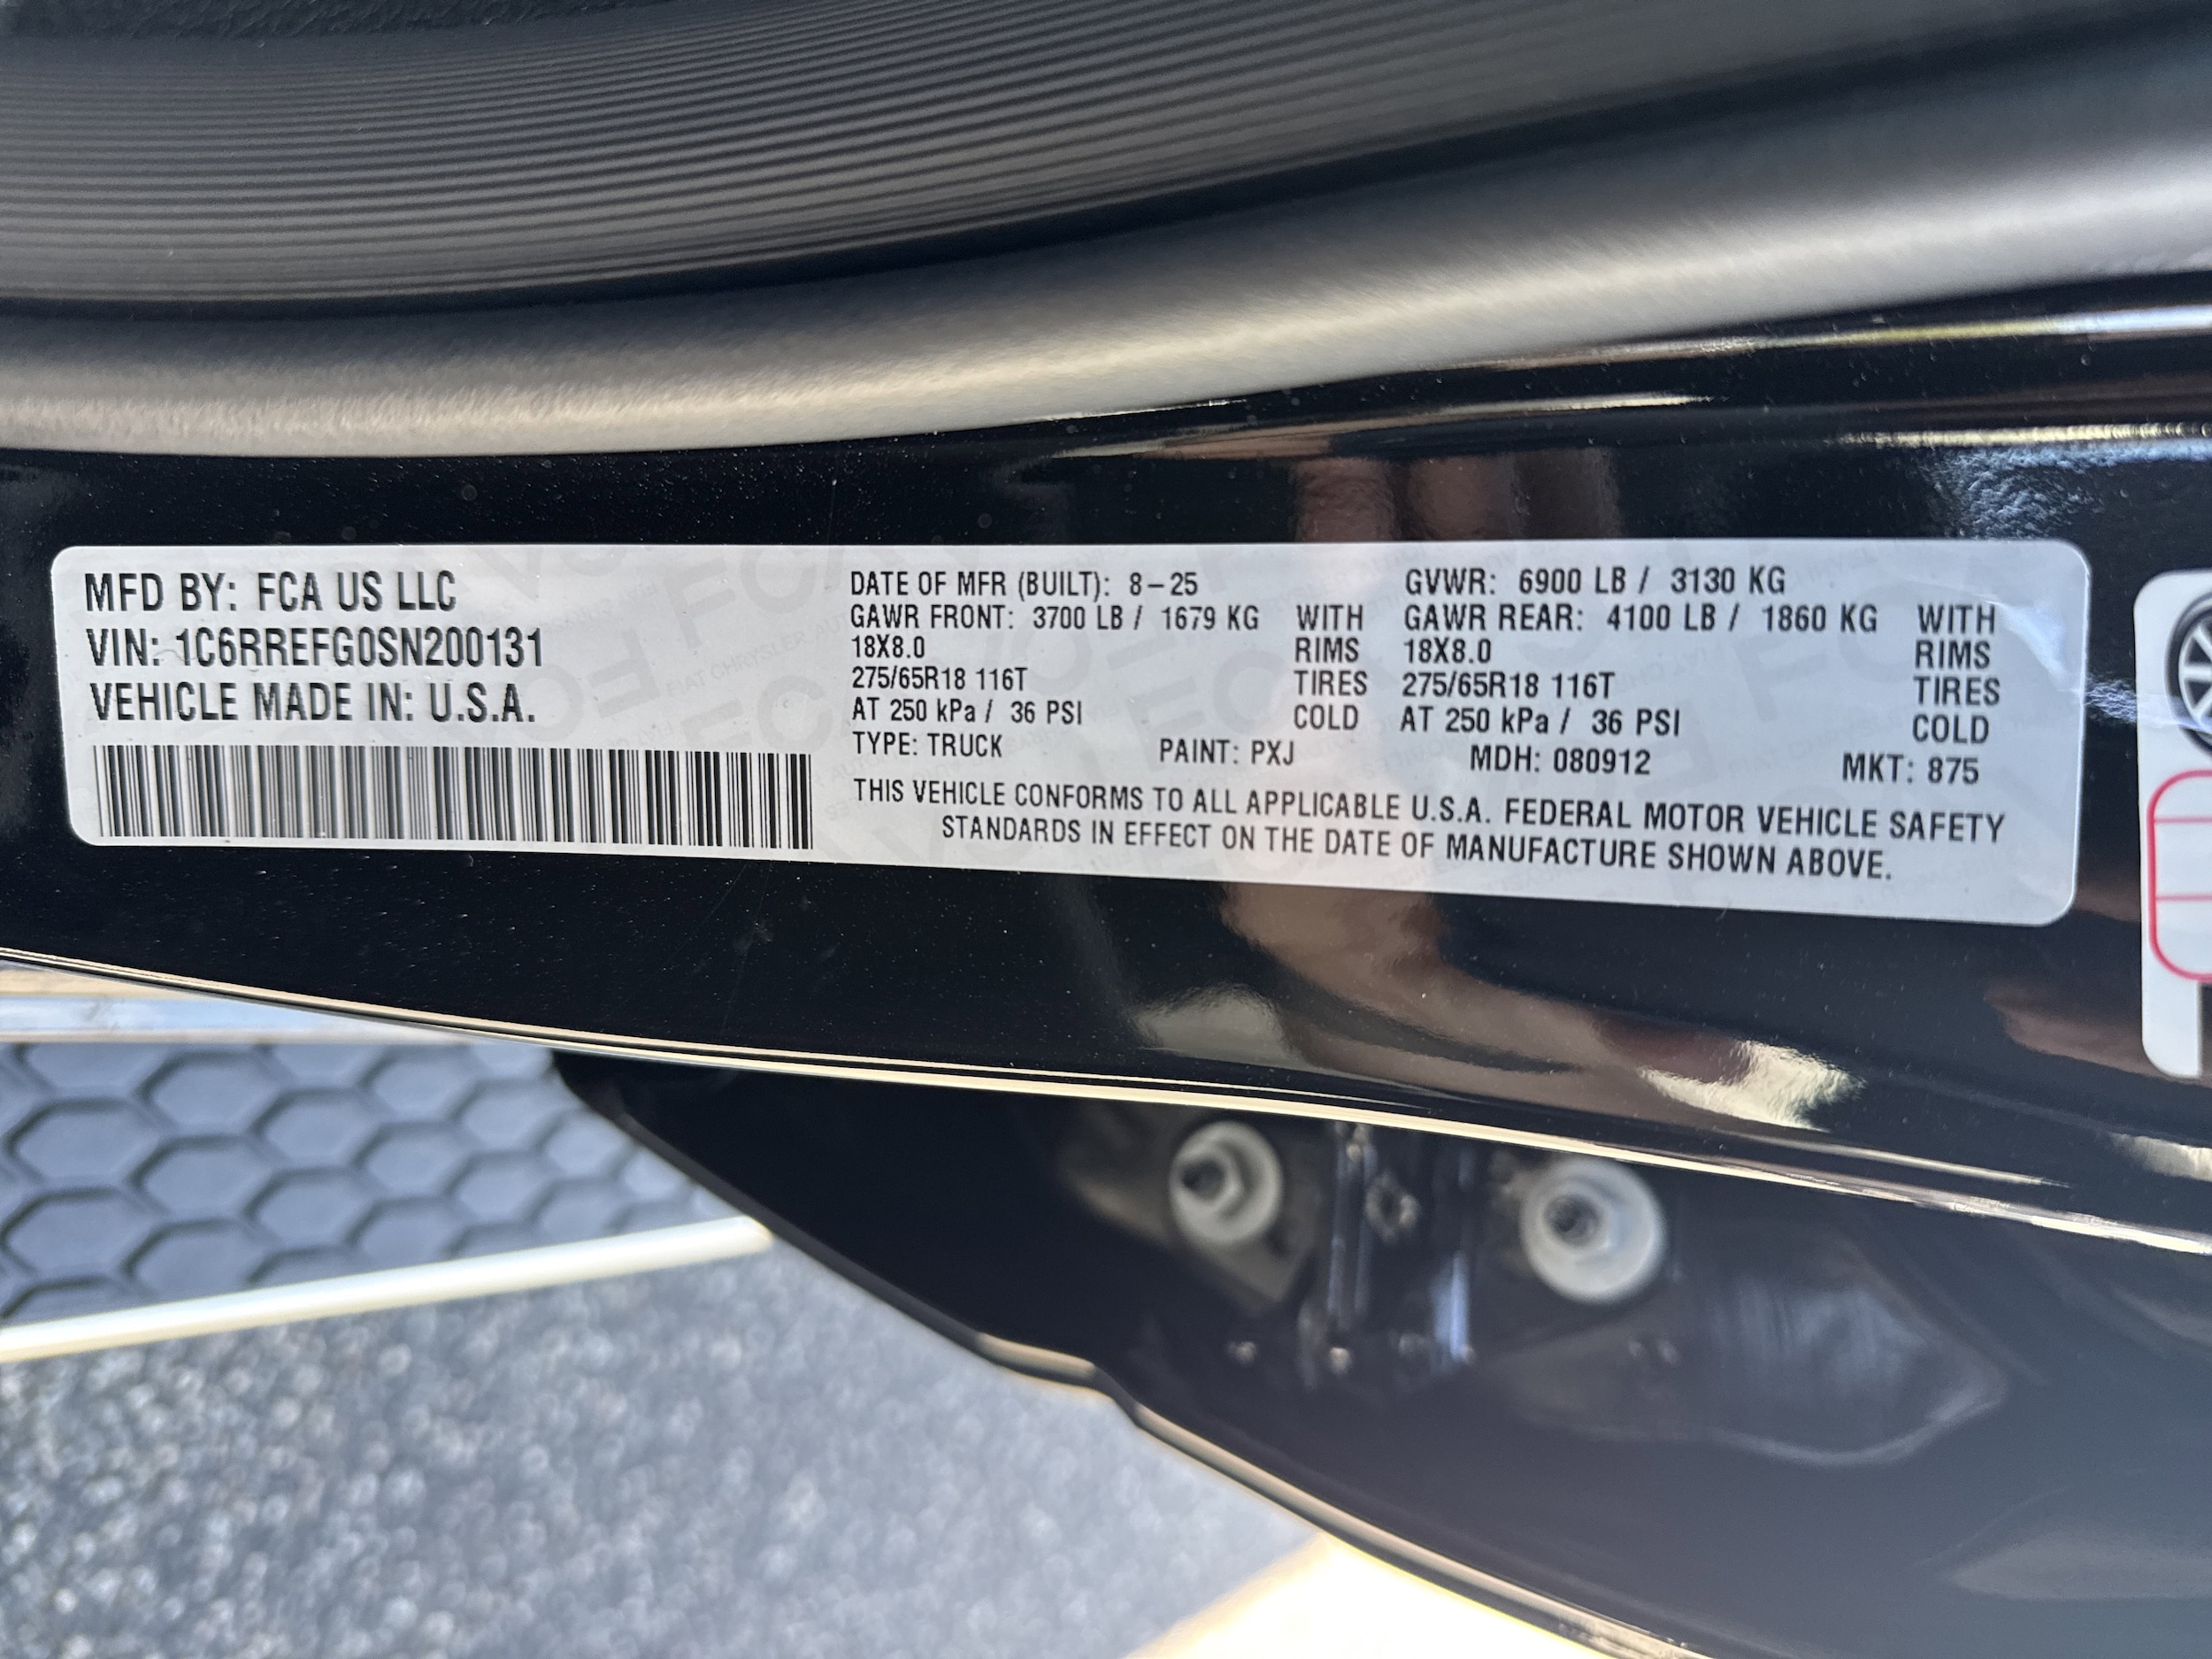 MFD BY: FCA US LLC
VIN: 1C6RREFG0SN200131
VEHICLE MADE IN: U.S.A.
DATE OF MFR (BUILT): 8-25 GVWR: 6900 LB / 3130 KG
GAWR FRONT: 3700 LB / 1679 KG WITH GAWR REAR: 4100 LB / 1860 KG WITH
18X8.0 RIMS 18X8.0 RIMS
275/65R18 116T TIRES 275/65R18 116T TIRES
AT 250 kPa / 36 PSI COLD AT 250 kPa / 36 PSI COLD
TYPE: TRUCK PAINT: PXJ MDH: 080912 MKT: 875
THIS VEHICLE CONFORMS TO ALL APPLICABLE U.S.A. FEDERAL MOTOR VEHICLE SAFETY
STANDARDS IN EFFECT ON THE DATE OF MANUFACTURE SHOWN ABOVE.